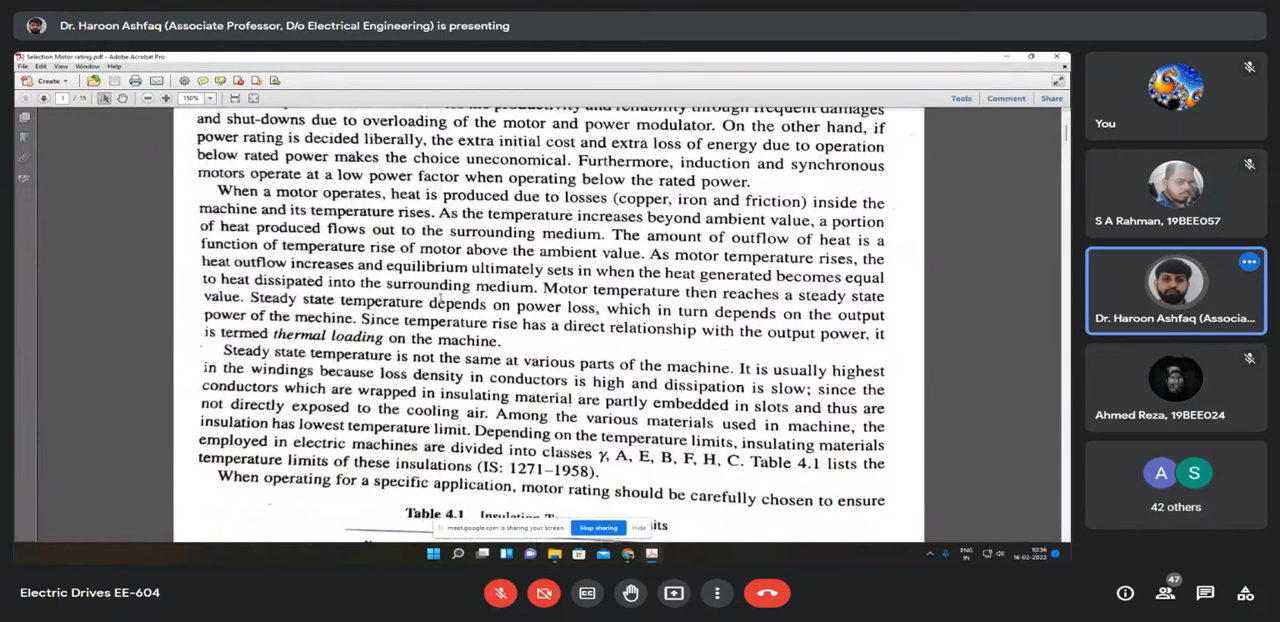 Dr. Haroon Ashfaq (Associate Professor, D/o Electrical Engineering) is presenting
Selection Motor rating.pdf - Adobe Acrobat Pro
File Edit View Window Help
Create
1 / 15
150%
Tools Comment Share
productivity and reliability through frequent damages
and shut-downs due to overloading of the motor and power modulator. On the other hand, if
power rating is decided liberally, the extra initial cost and extra loss of energy due to operation
below rated power makes the choice uneconomical. Furthermore, induction and synchronous
motors operate at a low power factor when operating below the rated power.
When a motor operates, heat is produced due to losses (copper, iron and friction) inside the
machine and its temperature rises. As the temperature increases beyond ambient value, a portion
of heat produced flows out to the surrounding medium. The amount of outflow of heat is a
function of temperature rise of motor above the ambient value. As motor temperature rises, the
heat outflow increases and equilibrium ultimately sets in when the heat generated becomes equal
to heat dissipated into the surrounding medium. Motor temperature then reaches a steady state
value. Steady state temperature depends on power loss, which in turn depends on the output
power of the mechine. Since temperature rise has a direct relationship with the output power, it
is termed thermal loading on the machine.
Steady state temperature is not the same at various parts of the machine. It is usually highest
in the windings because loss density in conductors is high and dissipation is slow; since the
conductors which are wrapped in insulating material are partly embedded in slots and thus are
not directly exposed to the cooling air. Among the various materials used in machine, the
insulation has lowest temperature limit. Depending on the temperature limits, insulating materials
employed in electric machines are divided into classes γ, A, E, B, F, H, C. Table 4.1 lists the
temperature limits of these insulations (IS: 1271–1958).
When operating for a specific application, motor rating should be carefully chosen to ensure
Table 4.1
meet.google.com is sharing your screen. Stop sharing Hide
ENG
IN
10:36
16-02-2022
You
S A Rahman, 19BEE057
Dr. Haroon Ashfaq (Associa...
Ahmed Reza, 19BEE024
A S
42 others
Electric Drives EE-604
47